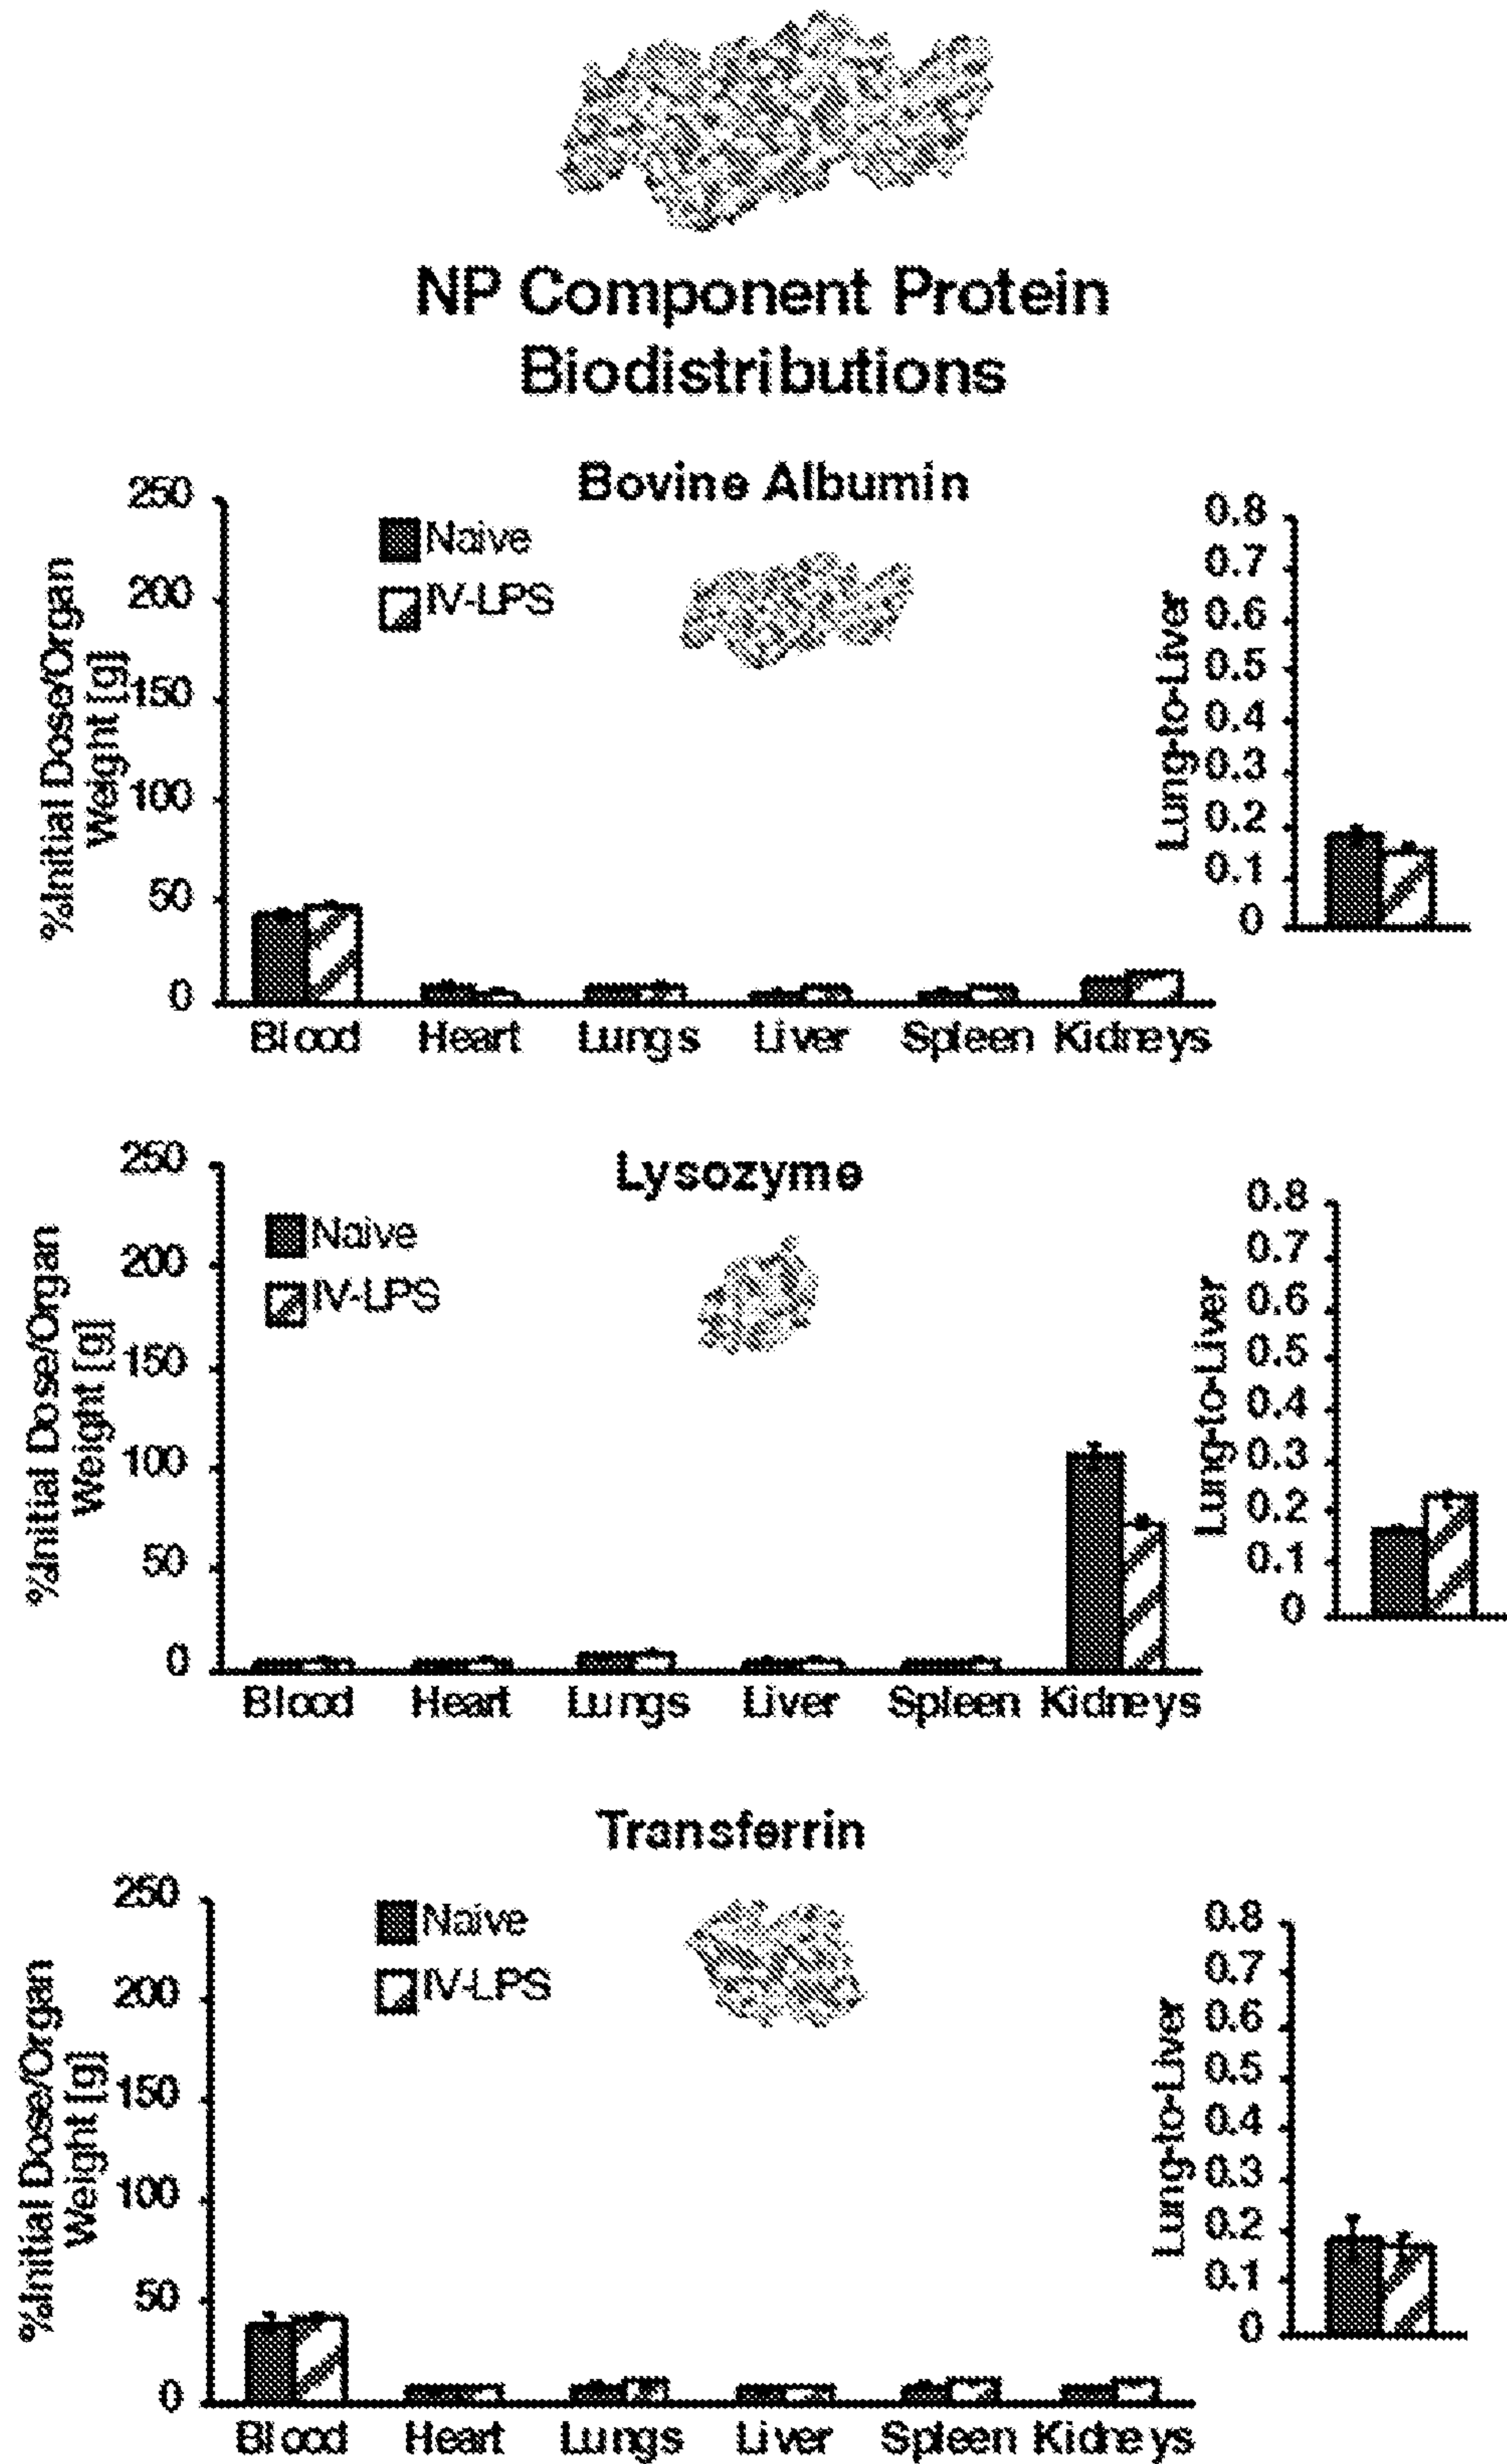 NP Component Protein
Biodistributions
Bovine Albumin
Naive
IV-LPS
%Initial Dose/Organ
Weight [g]
250
200
150
100
50
0
Blood Heart Lungs Liver Spleen Kidneys
Lung-to-Liver
0.8
0.7
0.6
0.5
0.4
0.3
0.2
0.1
0
Lysozyme
Naive
IV-LPS
%Initial Dose/Organ
Weight [g]
250
200
150
100
50
0
Blood Heart Lungs Liver Spleen Kidneys
Lung-to-Liver
0.8
0.7
0.6
0.5
0.4
0.3
0.2
0.1
0
Transferrin
Naive
IV-LPS
%Initial Dose/Organ
Weight [g]
250
200
150
100
50
0
Blood Heart Lungs Liver Spleen Kidneys
Lung-to-Liver
0.8
0.7
0.6
0.5
0.4
0.3
0.2
0.1
0